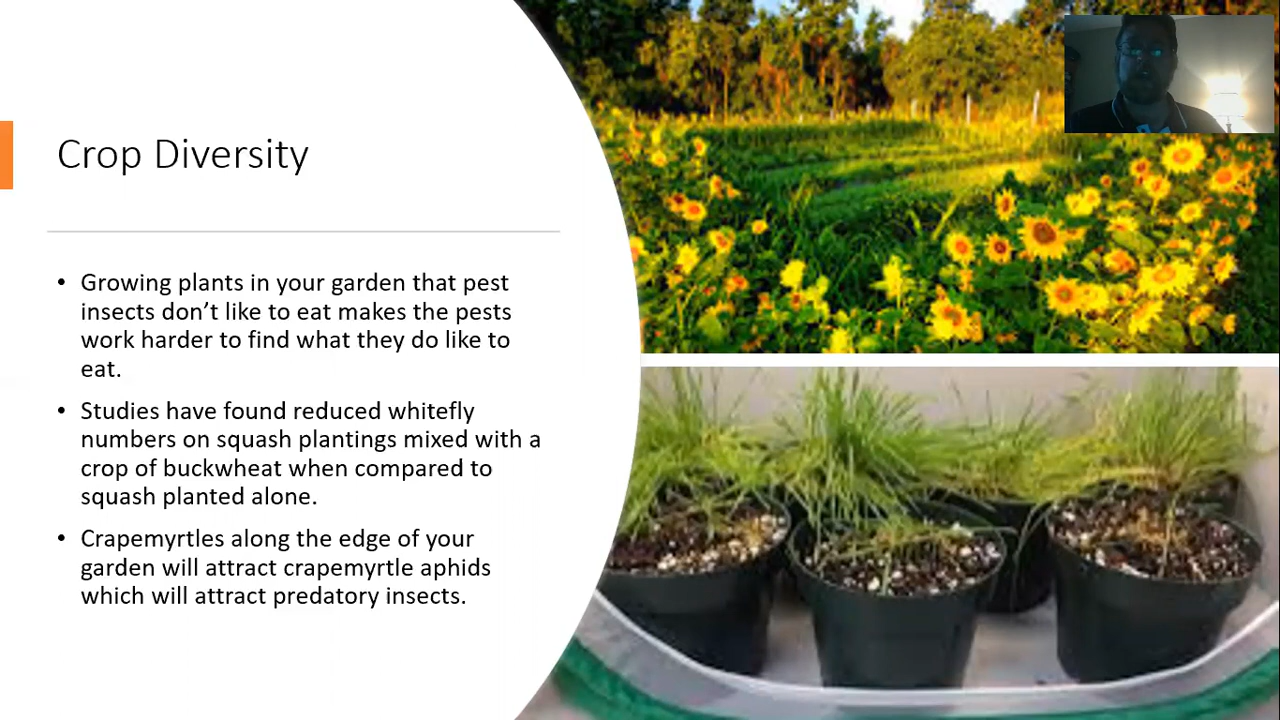 Crop Diversity
• Growing plants in your garden that pest
insects don’t like to eat makes the pests
work harder to find what they do like to
eat.
• Studies have found reduced whitefly
numbers on squash plantings mixed with a
crop of buckwheat when compared to
squash planted alone.
• Crapemyrtles along the edge of your
garden will attract crapemyrtle aphids
which will attract predatory insects.